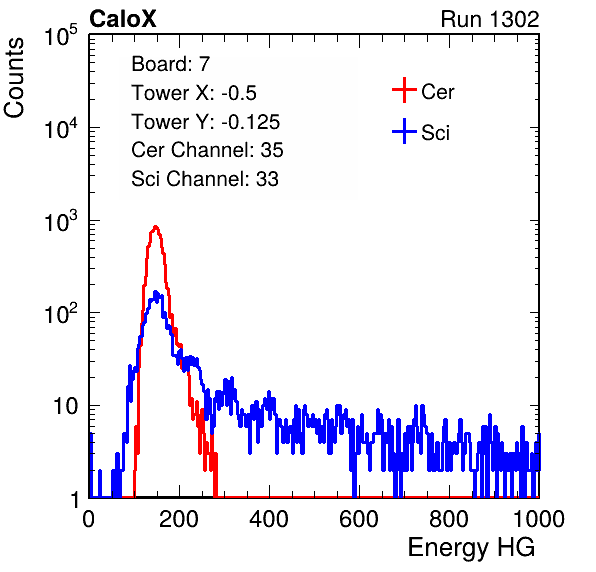 CaloX Run 1302
Counts
Board: 7
Tower X: -0.5
Tower Y: -0.125
Cer Channel: 35
Sci Channel: 33
Cer
Sci
10^5
10^4
10^3
10^2
10
1
0 200 400 600 800 1000
Energy HG